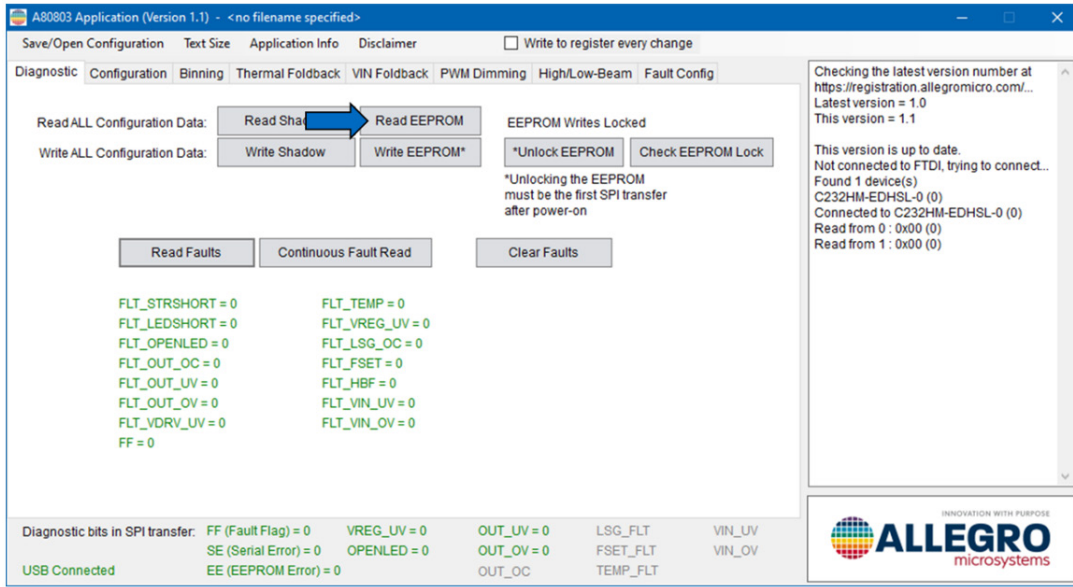 A80803 Application (Version 1.1) - <no filename specified>
Save/Open Configuration Text Size Application Info Disclaimer Write to register every change
Diagnostic Configuration Binning Thermal Foldback VIN Foldback PWM Dimming High/Low-Beam Fault Config
Read ALL Configuration Data: Read Read EEPROM EEPROM Writes Locked
Write ALL Configuration Data: Write Shadow Write EEPROM* *Unlock EEPROM Check EEPROM Lock
*Unlocking the EEPROM
must be the first SPI transfer
after power-on
Read Faults Continuous Fault Read Clear Faults
FLT_STRSHORT = 0 FLT_TEMP = 0
FLT_LEDSHORT = 0 FLT_VREG_UV = 0
FLT_OPENLED = 0 FLT_LSG_OC = 0
FLT_OUT_OC = 0 FLT_FSET = 0
FLT_OUT_UV = 0 FLT_HBF = 0
FLT_OUT_OV = 0 FLT_VIN_UV = 0
FLT_VDRV_UV = 0 FLT_VIN_OV = 0
FF = 0
Diagnostic bits in SPI transfer: FF (Fault Flag) = 0 VREG_UV = 0 OUT_UV = 0 LSG_FLT VIN_UV
SE (Serial Error) = 0 OPENLED = 0 OUT_OV = 0 FSET_FLT VIN_OV
USB Connected EE (EEPROM Error) = 0 OUT_OC TEMP_FLT
Checking the latest version number at
https://registration.allegromicro.com/...
Latest version = 1.0
This version = 1.1
This version is up to date.
Not connected to FTDI, trying to connect...
Found 1 device(s)
C232HM-EDHSL-0 (0)
Connected to C232HM-EDHSL-0 (0)
Read from 0 : 0x00 (0)
Read from 1 : 0x00 (0)
INNOVATION WITH PURPOSE
ALLEGRO
microsystems